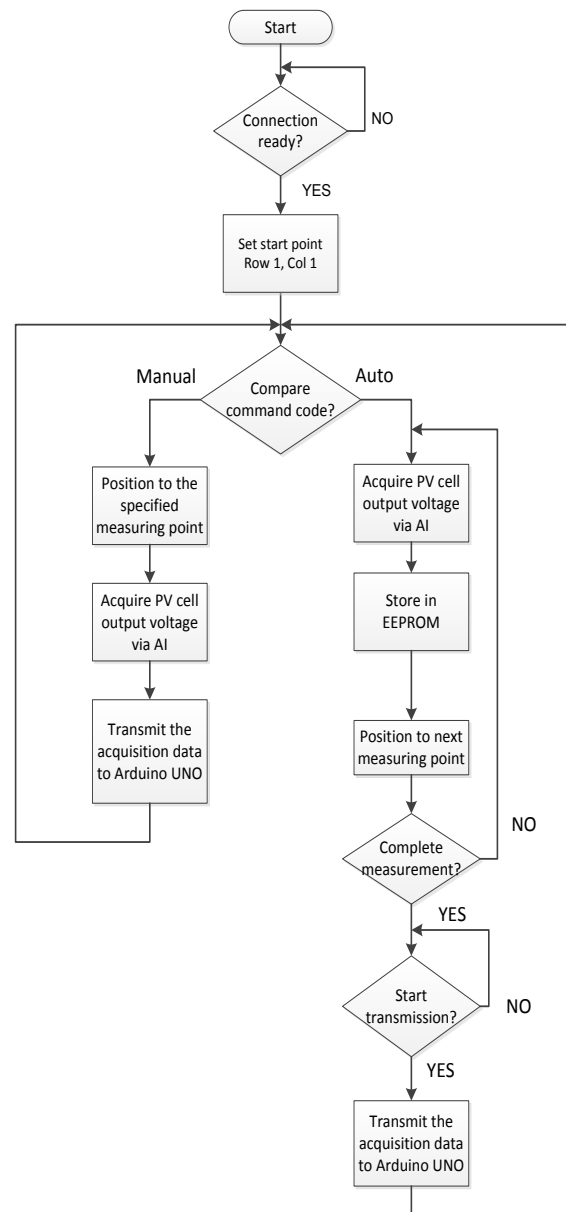 Start
Connection
ready?
NO
YES
Set start point
Row 1, Col 1
Manual
Auto
Compare
command code?
Position to the
specified
measuring point
Acquire PV cell
output voltage
via AI
Transmit the
acquisition data
to Arduino UNO
Acquire PV cell
output voltage
via AI
Store in
EEPROM
Position to next
measuring point
Complete
measurement?
NO
YES
Start
transmission?
NO
YES
Transmit the
acquisition data
to Arduino UNO